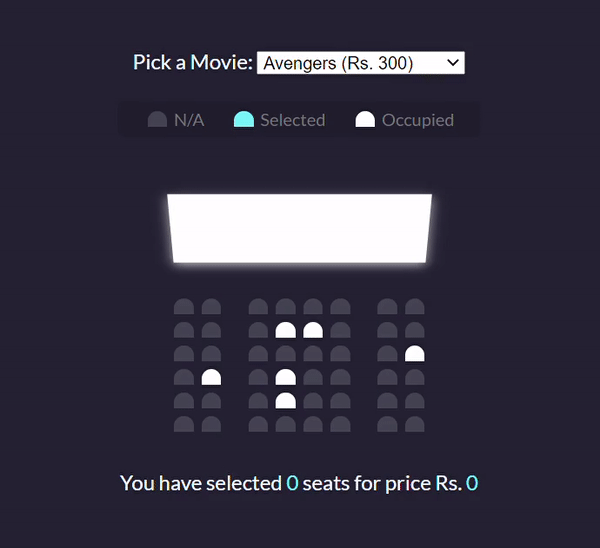 Pick a Movie: Avengers (Rs. 300)
N/A Selected Occupied
You have selected 0 seats for price Rs. 0